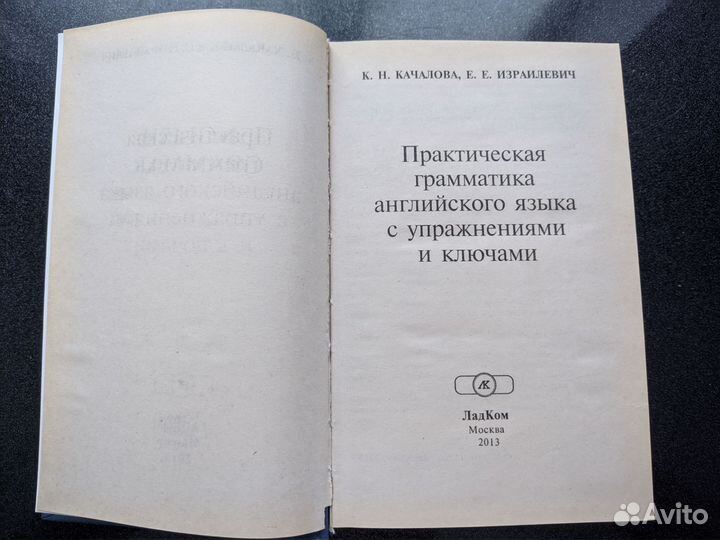 К. Н. КАЧАЛОВА, Е. Е. ИЗРАИЛЕВИЧ
Практическая
грамматика
английского языка
с упражнениями
и ключами
ЛК
ЛадКом
Москва
2013
Avito